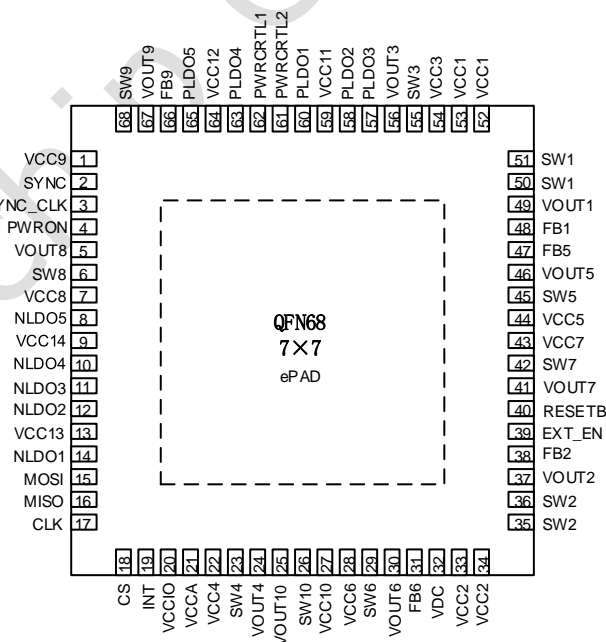 SW9
VOUT9
FB9
PLDO5
VCC12
PLDO4
PWRCRTL1
PWRCRTL2
PLDO1
VCC11
PLDO2
PLDO3
VOUT3
SW3
VCC3
VCC1
VCC1
68 67 66 65 64 63 62 61 60 59 58 57 56 55 54 53 52
VCC9 1
SYNC 2
NC_CLK 3
PWRON 4
VOUT8 5
SW8 6
VCC8 7
NLDO5 8
VCC14 9
NLDO4 10
NLDO3 11
NLDO2 12
VCC13 13
NLDO1 14
MOSI 15
MISO 16
CLK 17
QFN68
7×7
ePAD
51 SW1
50 SW1
49 VOUT1
48 FB1
47 FB5
46 VOUT5
45 SW5
44 VCC5
43 VCC7
42 SW7
41 VOUT7
40 RESETB
39 EXT_EN
38 FB2
37 VOUT2
36 SW2
35 SW2
18 19 20 21 22 23 24 25 26 27 28 29 30 31 32 33 34
CS
INT
VCCIO
VCCA
VCC4
SW4
VOUT4
VOUT10
SW10
VCC10
VCC6
SW6
VOUT6
FB6
VDC
VCC2
VCC2